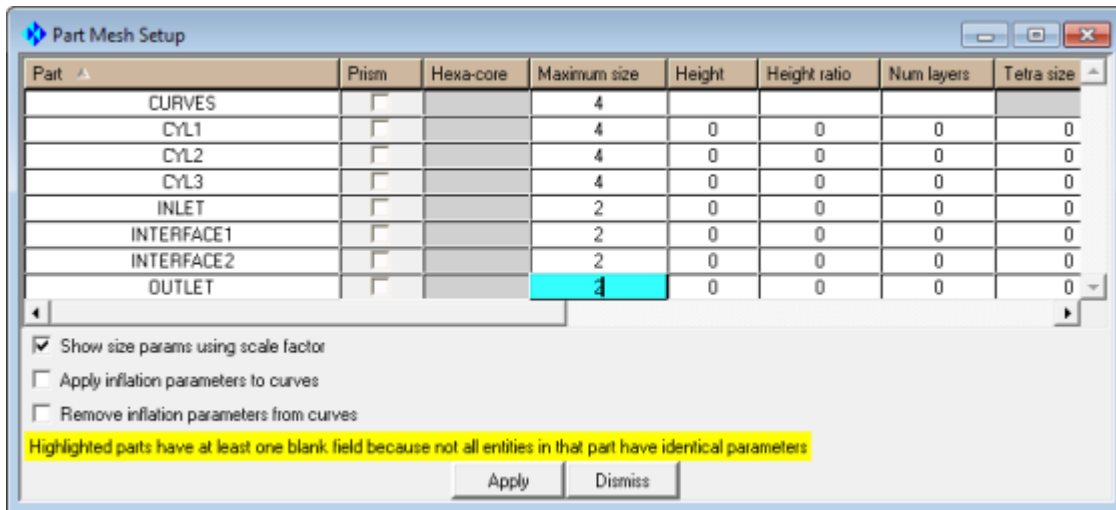 Part Mesh Setup
Part Prism Hexa-core Maximum size Height Height ratio Num layers Tetra size
CURVES 4
CYL1 4 0 0 0 0
CYL2 4 0 0 0 0
CYL3 4 0 0 0 0
INLET 2 0 0 0 0
INTERFACE1 2 0 0 0 0
INTERFACE2 2 0 0 0 0
OUTLET 2 0 0 0 0
Show size params using scale factor
Apply inflation parameters to curves
Remove inflation parameters from curves
Highlighted parts have at least one blank field because not all entities in that part have identical parameters
Apply Dismiss